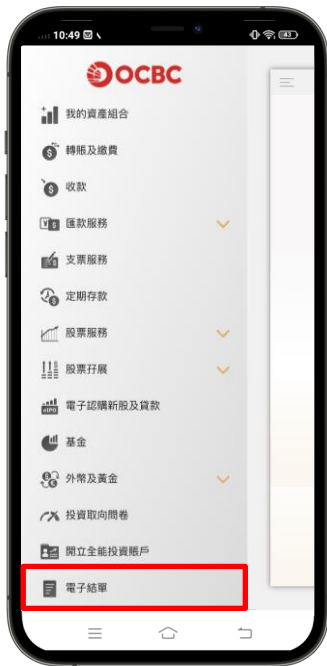 10:49
43
OCBC
我的資產組合
轉賬及繳費
收款
匯款服務
支票服務
定期存款
股票服務
股票孖展
電子認購新股及貸款
基金
外幣及黃金
投資取向問卷
開立全能投資賬戶
電子結單